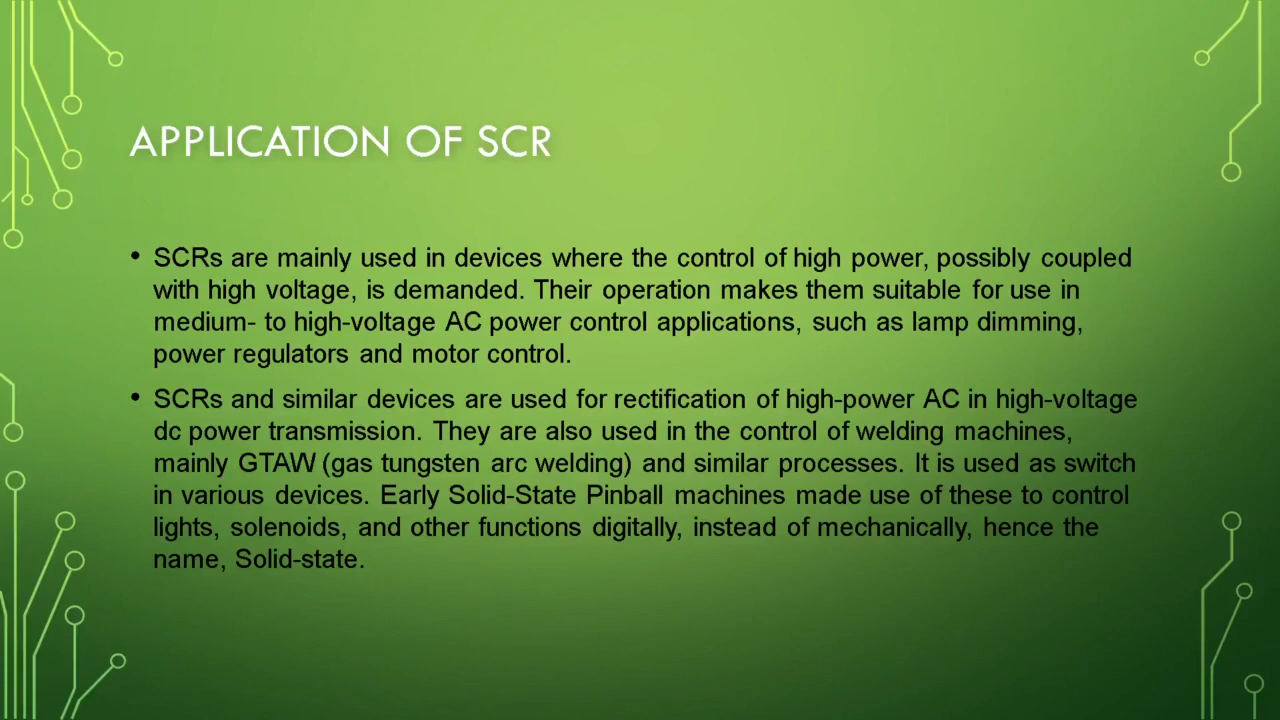 APPLICATION OF SCR
• SCRs are mainly used in devices where the control of high power, possibly coupled
with high voltage, is demanded. Their operation makes them suitable for use in
medium- to high-voltage AC power control applications, such as lamp dimming,
power regulators and motor control.
• SCRs and similar devices are used for rectification of high-power AC in high-voltage
dc power transmission. They are also used in the control of welding machines,
mainly GTAW (gas tungsten arc welding) and similar processes. It is used as switch
in various devices. Early Solid-State Pinball machines made use of these to control
lights, solenoids, and other functions digitally, instead of mechanically, hence the
name, Solid-state.